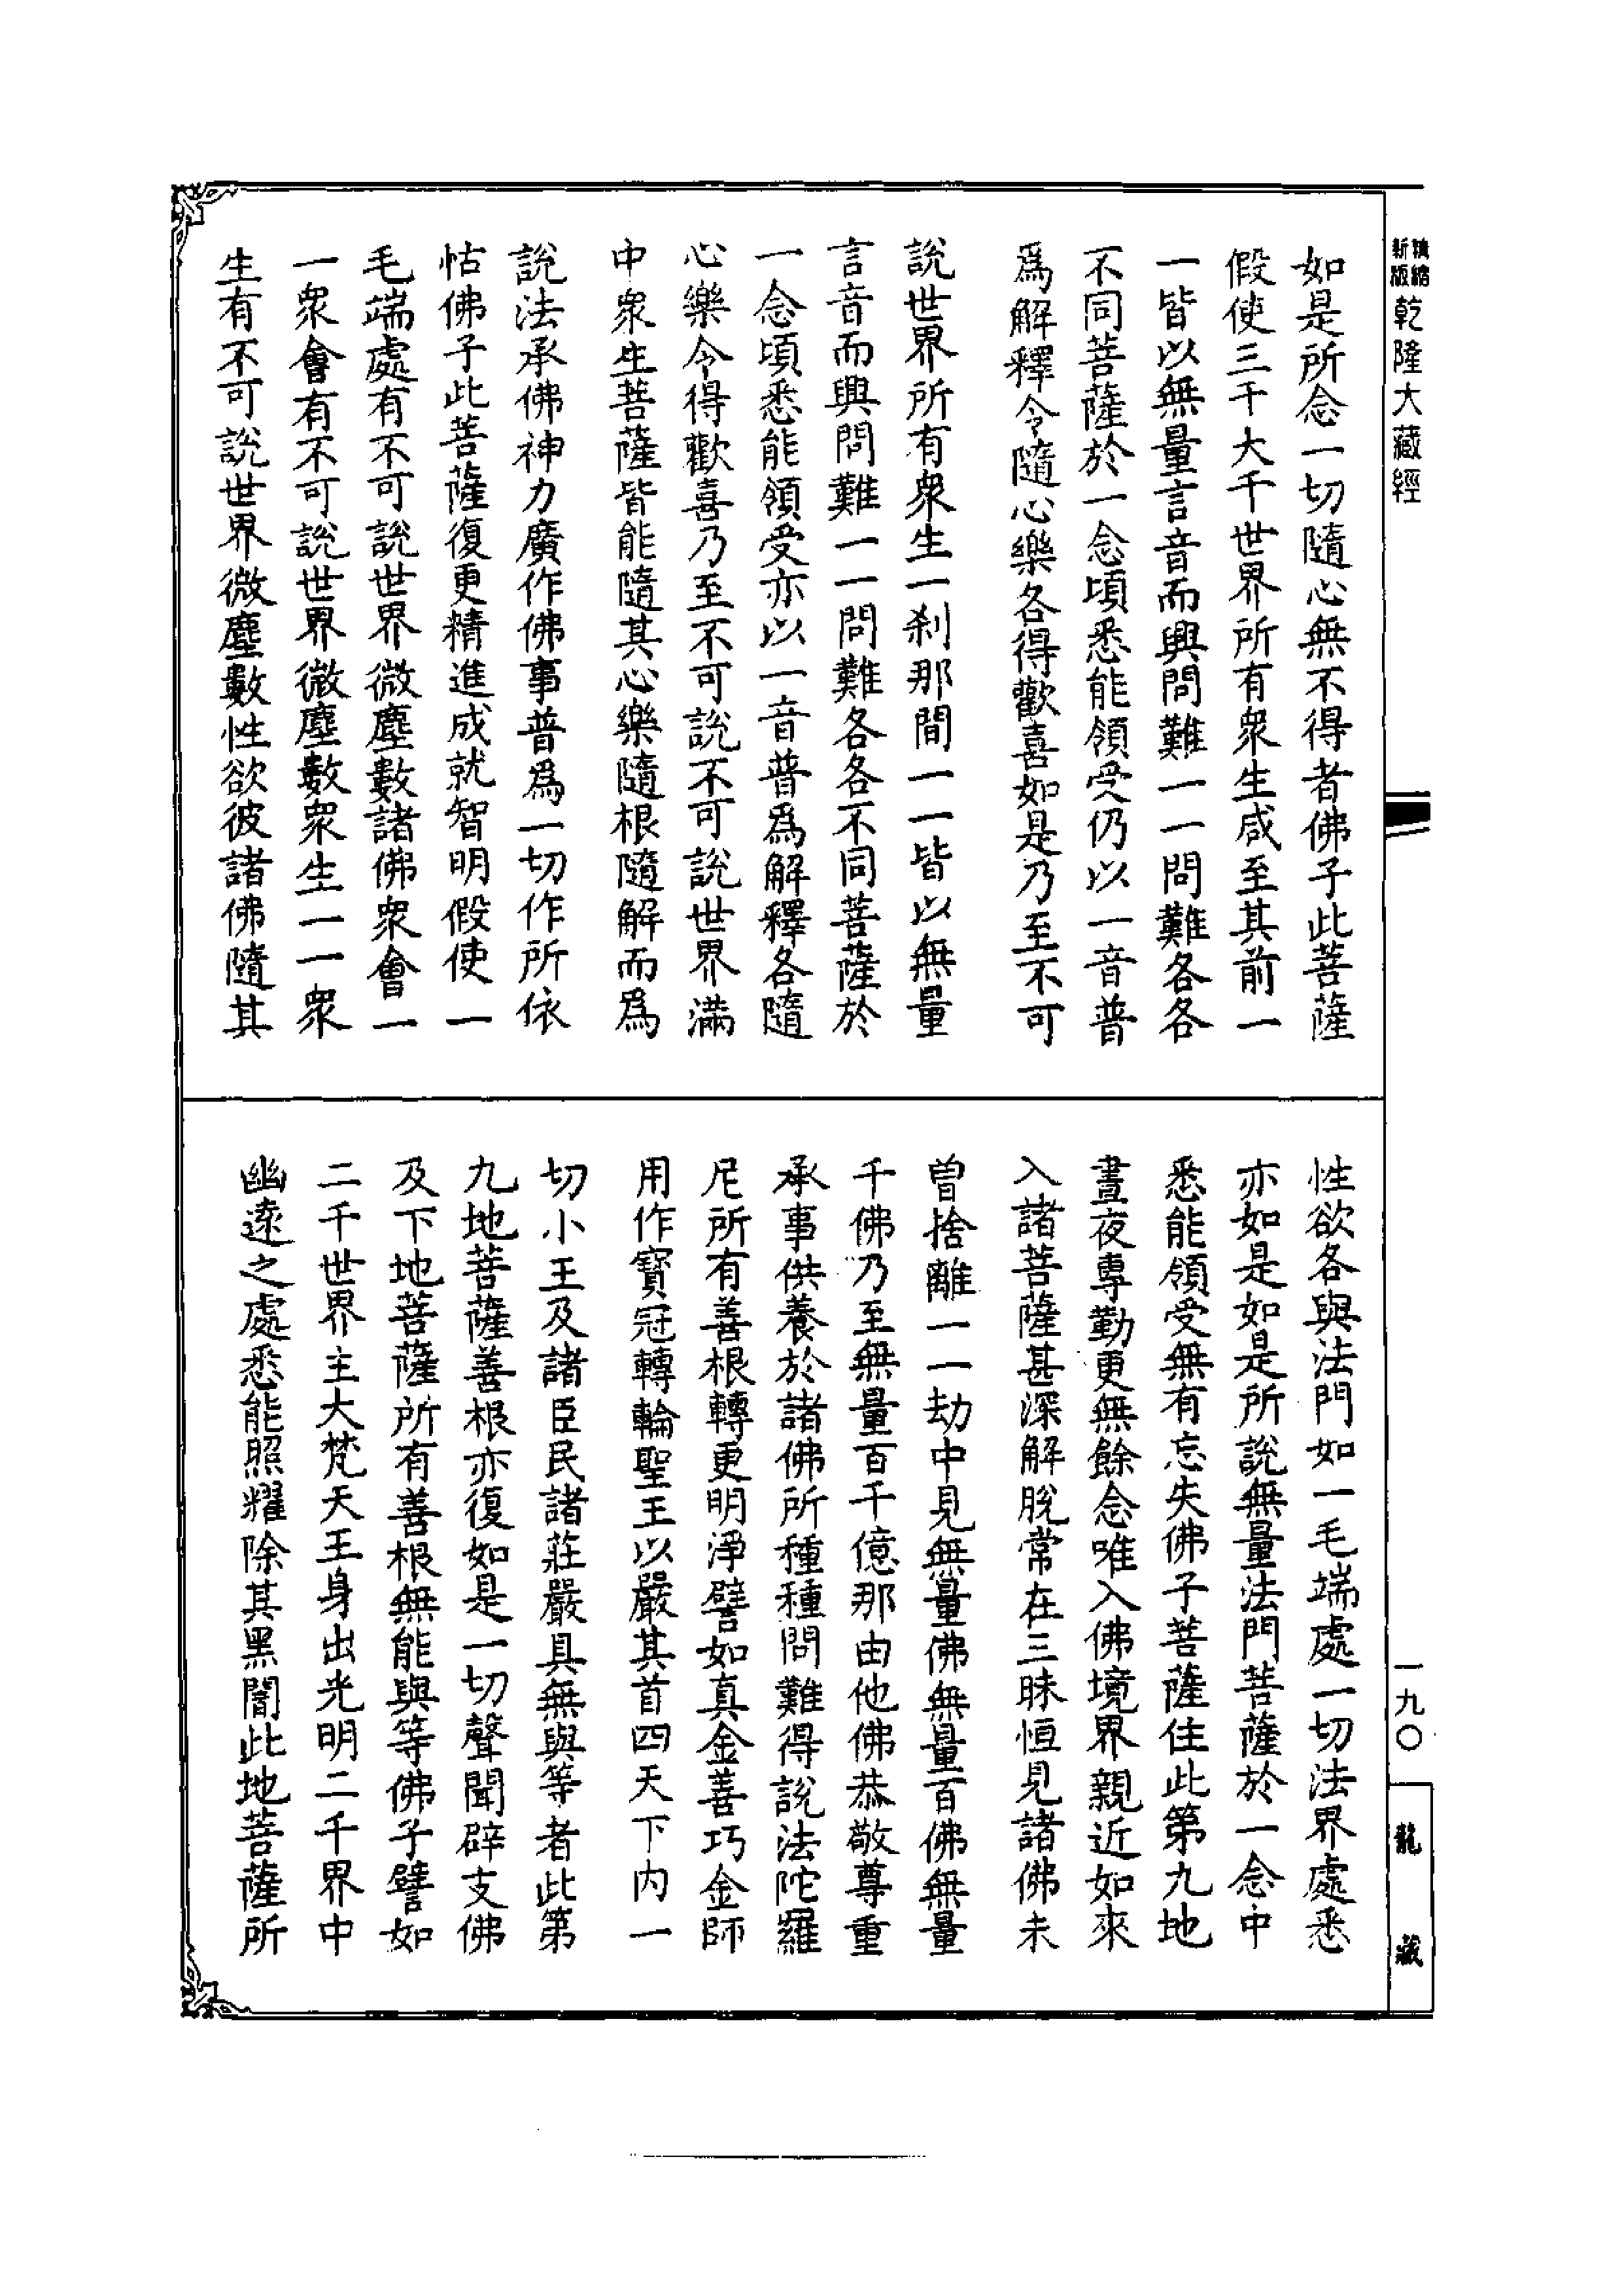 精縮
新版
乾隆大藏經
如是所念一切隨心無不得者佛子此菩薩
假使三千大千世界所有衆生咸至其前一
一皆以無量言音而興問難一一問難各各
不同菩薩於一念頃悉能領受仍以一音普
爲解釋令隨心樂各得歡喜如是乃至不可
說世界所有衆生一刹那間一一皆以無量
言音而興問難一一問難各各不同菩薩於
一念頃悉能領受亦以一音普爲解釋各隨
心樂令得歡喜乃至不可說不可說世界滿
中衆生菩薩皆能隨其心樂隨根隨解而爲
說法承佛神力廣作佛事普爲一切作所依
怙佛子此菩薩復更精進成就智明假使一
毛端處有不可說世界微塵數諸佛衆會一
一衆會有不可說世界微塵數衆生一一衆
生有不可說世界微塵數性欲彼諸佛隨其
性欲各與法門如一毛端處一切法界處悉
亦如是如是所說無量法門菩薩於一念中
悉能領受無有忘失佛子菩薩住此第九地
晝夜專勤更無餘念唯入佛境界親近如來
入諸菩薩甚深解脫常在三昧恒見諸佛未
曾捨離一一劫中見無量佛無量百佛無量
千佛乃至無量百千億那由他佛恭敬尊重
承事供養於諸佛所種種問難得說法陀羅
尼所有善根轉更明淨譬如真金善巧金師
用作寶冠轉輪聖王以嚴其首四天下内一
切小王及諸臣民諸莊嚴具無與等者此第
九地菩薩善根亦復如是一切聲聞辟支佛
及下地菩薩所有善根無能與等佛子譬如
二千世界主大梵天王身出光明二千界中
幽遠之處悉能照耀除其黑闇此地菩薩所
一九〇
龍藏